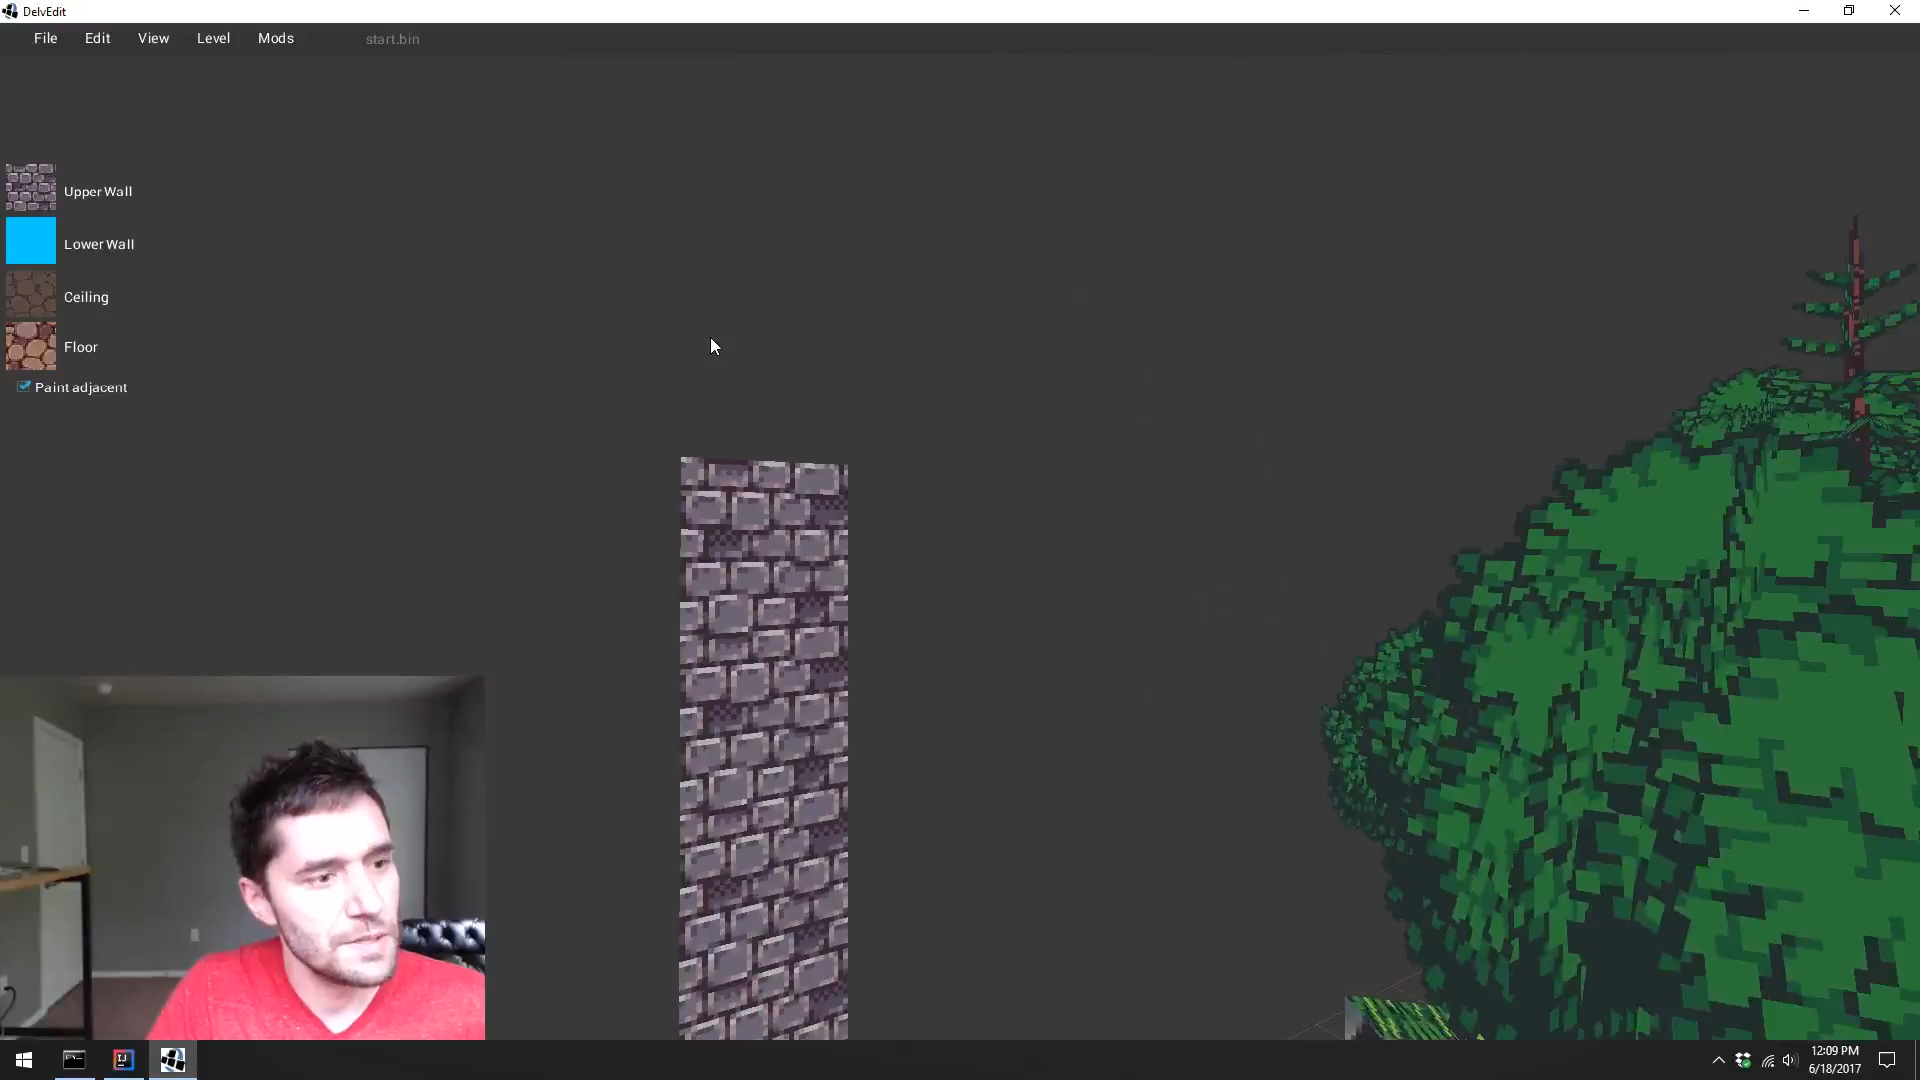 DelvEdit
File Edit View Level Mods start.bin
Upper Wall
Lower Wall
Ceiling
Floor
Paint adjacent
12:09 PM
6/18/2017